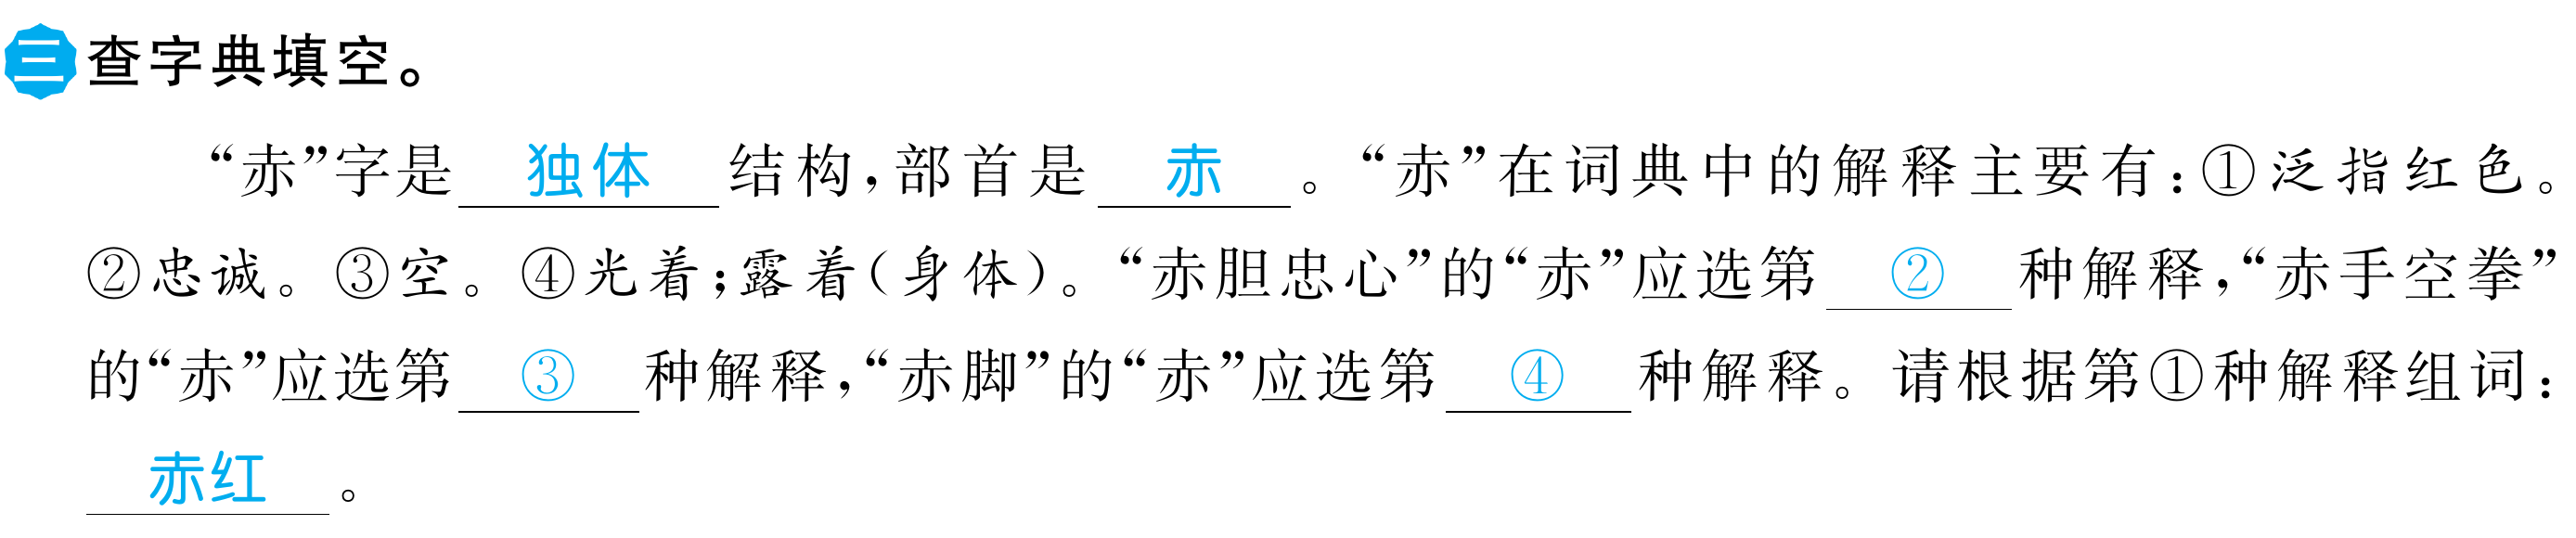 三 查字典填空。
“赤”字是 独体 结构，部首是 赤 。“赤”在词典中的解释主要有：①泛指红色。
②忠诚。③空。④光着；露着（身体）。“赤胆忠心”的“赤”应选第 ② 种解释，“赤手空拳”
的“赤”应选第 ③ 种解释，“赤脚”的“赤”应选第 ④ 种解释。请根据第①种解释组词：
赤红 。